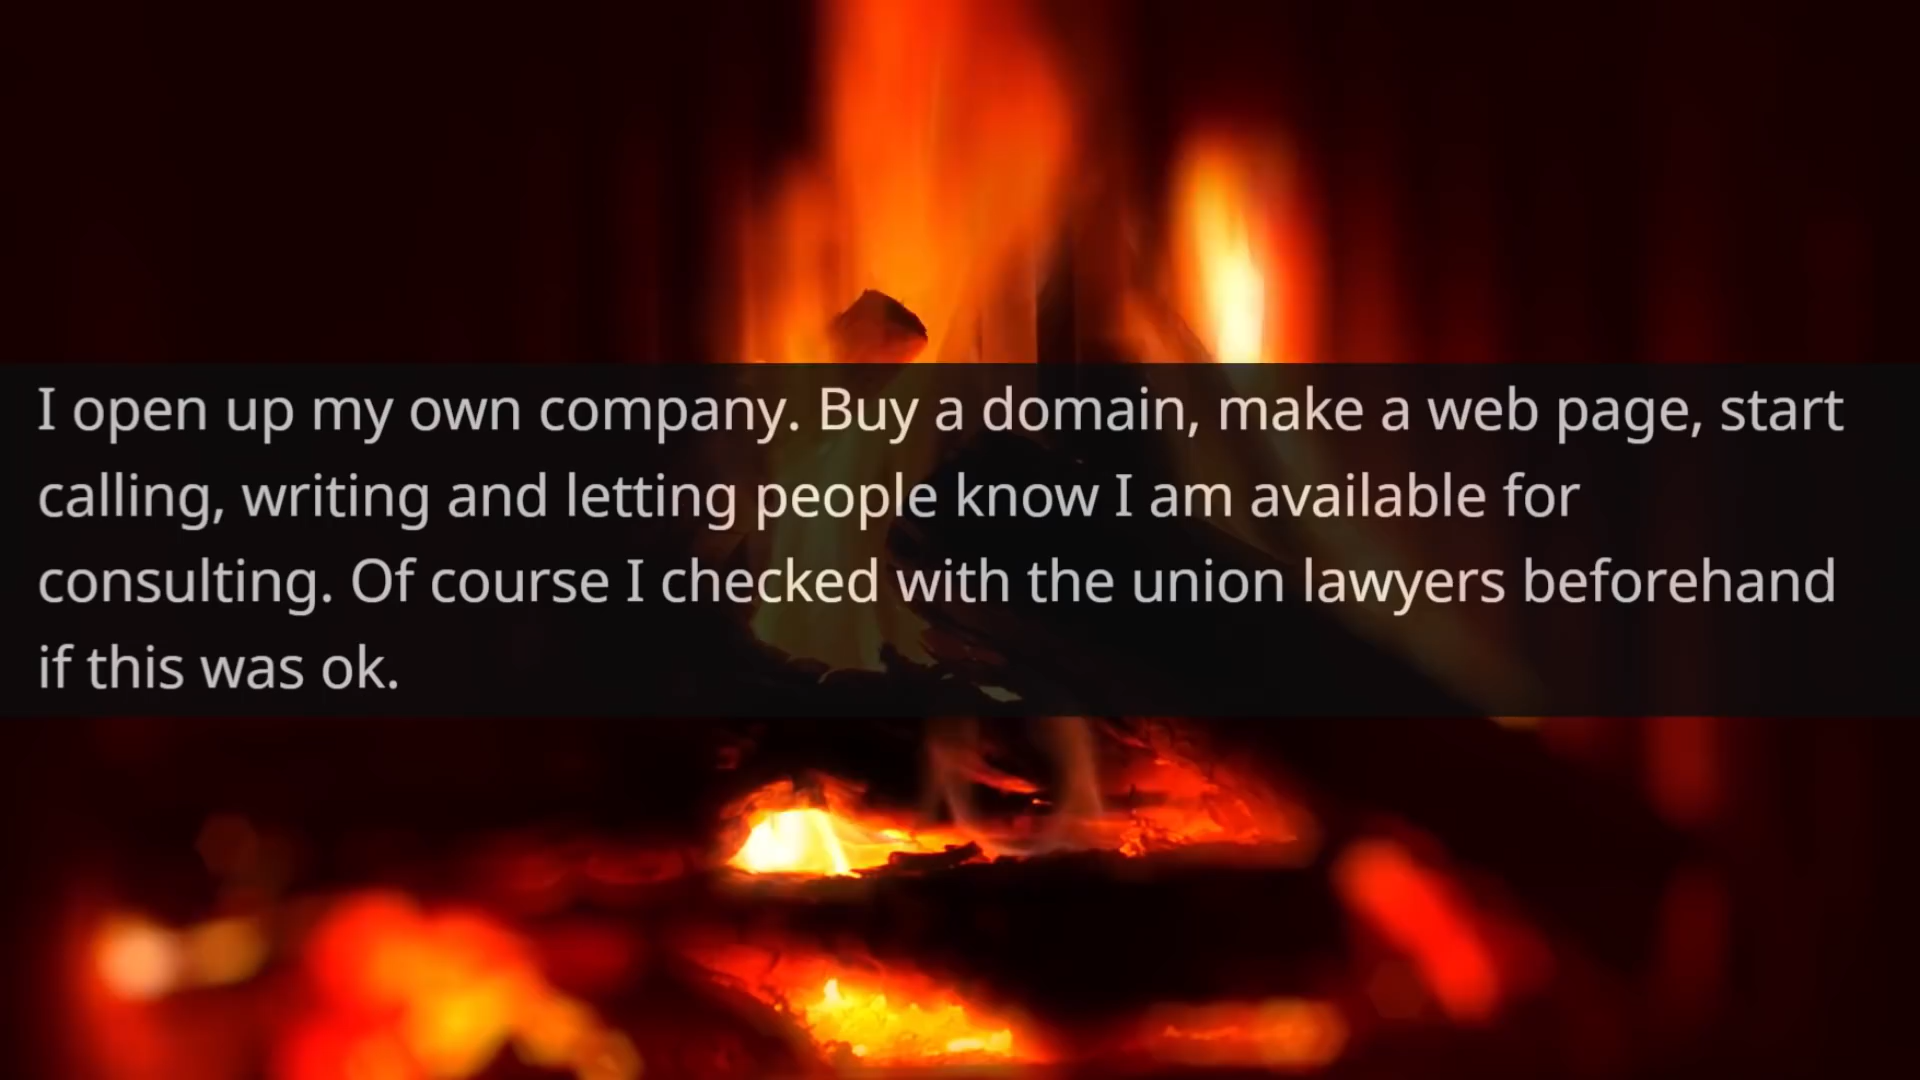 I open up my own company. Buy a domain, make a web page, start
calling, writing and letting people know I am available for
consulting. Of course I checked with the union lawyers beforehand
if this was ok.